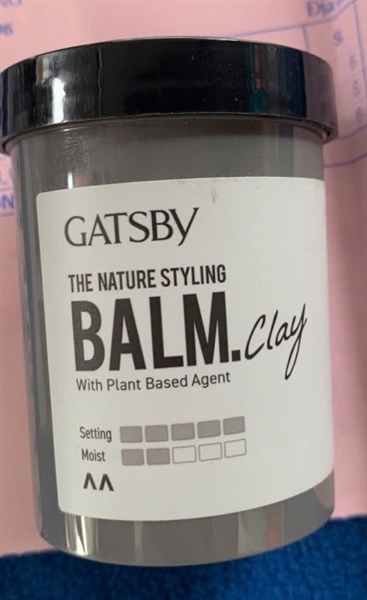 GATSBY
THE NATURE STYLING
BALM.Clay
With Plant Based Agent
Setting
Moist